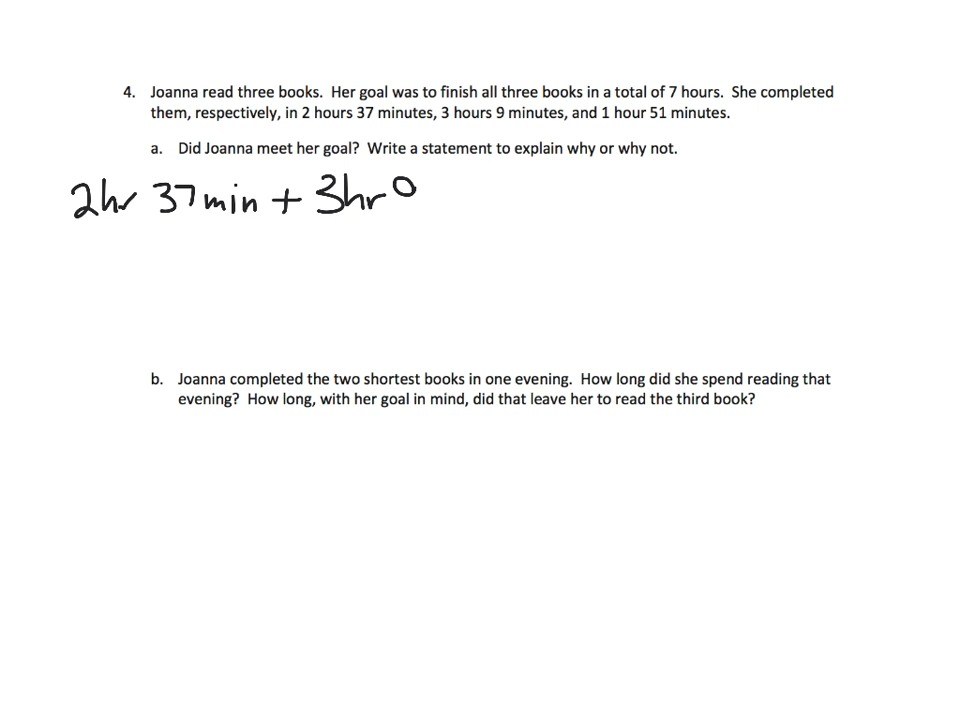 4. Joanna read three books. Her goal was to finish all three books in a total of 7 hours. She completed
them, respectively, in 2 hours 37 minutes, 3 hours 9 minutes, and 1 hour 51 minutes.
a. Did Joanna meet her goal? Write a statement to explain why or why not.
2hr 37min + 3hr 0
b. Joanna completed the two shortest books in one evening. How long did she spend reading that
evening? How long, with her goal in mind, did that leave her to read the third book?